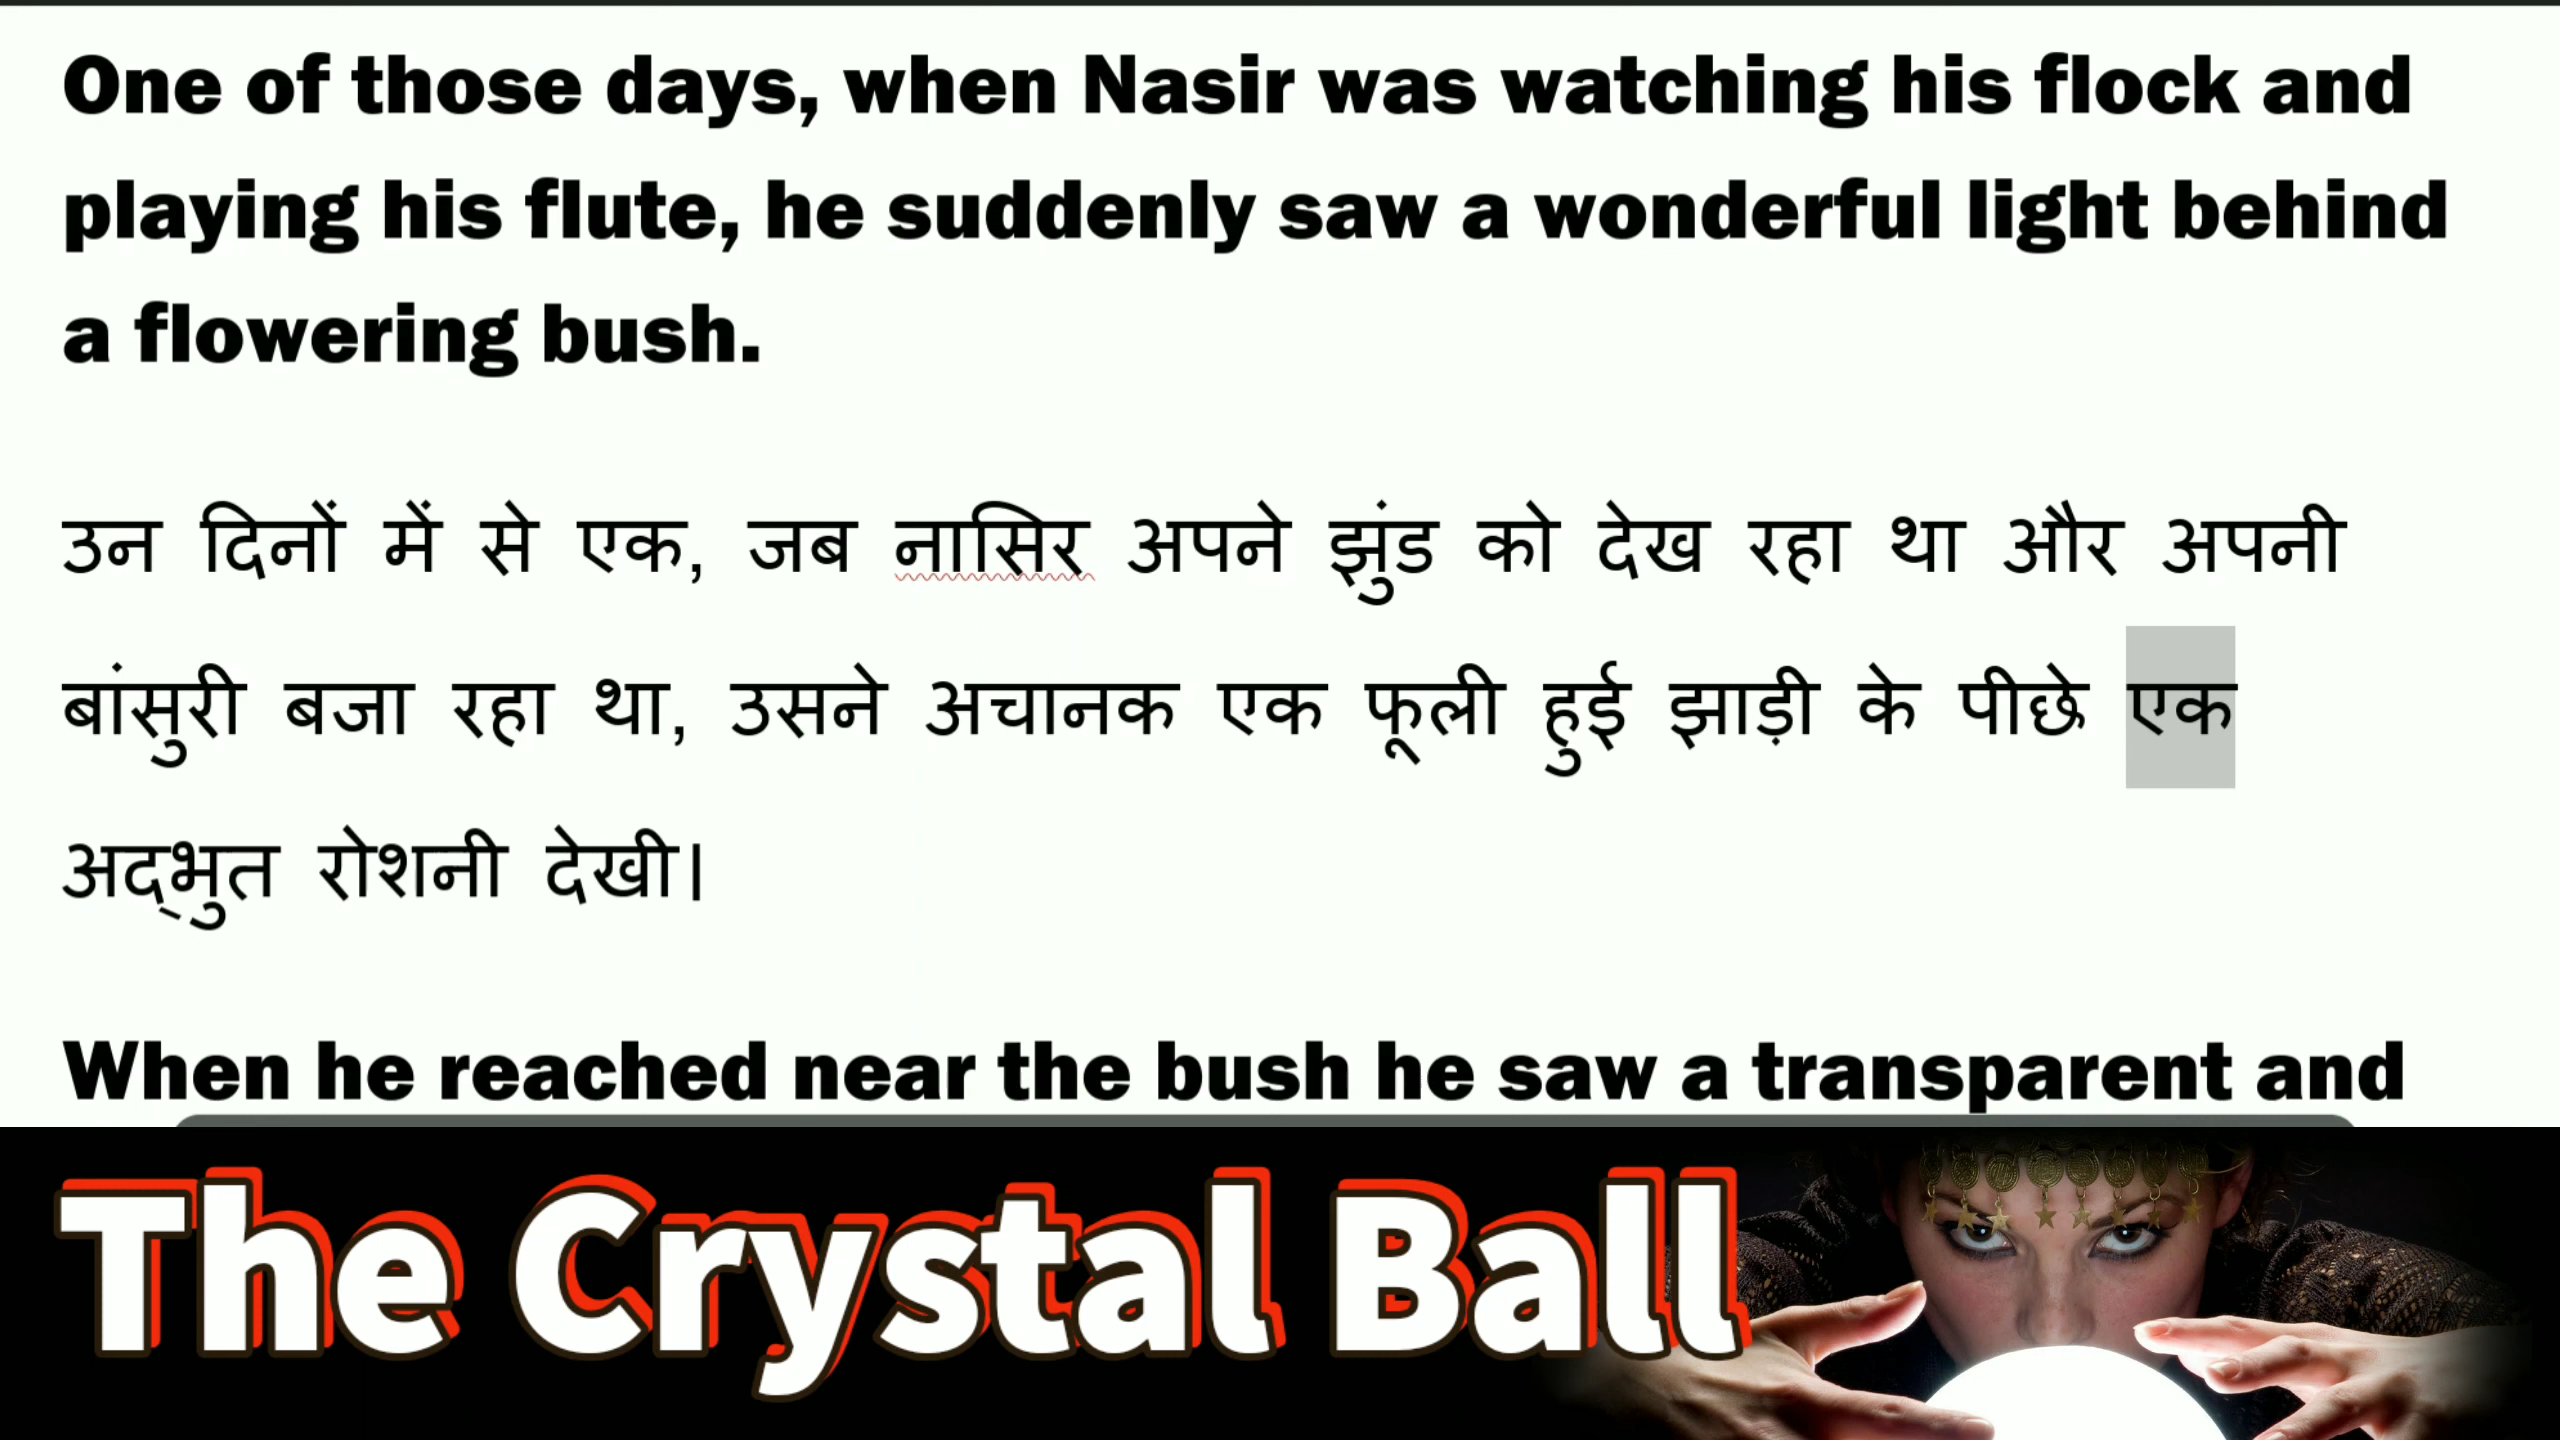 One of those days, when Nasir was watching his flock and
playing his flute, he suddenly saw a wonderful light behind
a flowering bush.
उन दिनों में से एक, जब नासिर अपने झुंड को देख रहा था और अपनी
बांसुरी बजा रहा था, उसने अचानक एक फूली हुई झाड़ी के पीछे एक
अद्‌भुत रोशनी देखी।
When he reached near the bush he saw a transparent and
The Crystal Ball